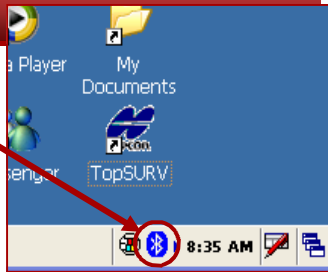 a Player
My
Documents
senger
TopSURV
8:35 AM